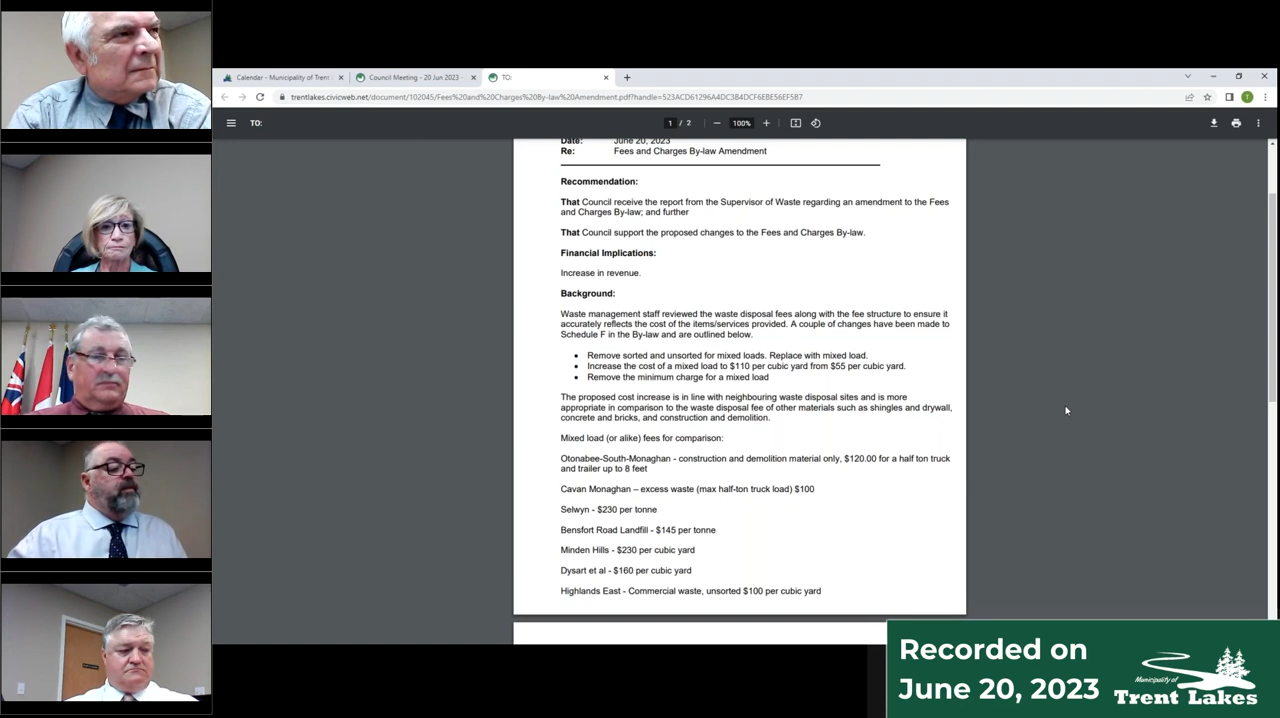 Calendar - Municipality of Trent
Council Meeting - 20 Jun 2023 -
TO:
trentlakes.civicweb.net/document/102045/Fees%20and%20Charges%20By-law%20Amendment.pdf?handle=523ACD61296A4DC3B4DCF6EBE56EF5B7
T
TO:
1 / 2
100%
Date: June 20, 2023
Re: Fees and Charges By-law Amendment
Recommendation:
That Council receive the report from the Supervisor of Waste regarding an amendment to the Fees
and Charges By-law; and further
That Council support the proposed changes to the Fees and Charges By-law.
Financial Implications:
Increase in revenue.
Background:
Waste management staff reviewed the waste disposal fees along with the fee structure to ensure it
accurately reflects the cost of the items/services provided. A couple of changes have been made to
Schedule F in the By-law and are outlined below.
• Remove sorted and unsorted for mixed loads. Replace with mixed load.
• Increase the cost of a mixed load to $110 per cubic yard from $55 per cubic yard.
• Remove the minimum charge for a mixed load
The proposed cost increase is in line with neighbouring waste disposal sites and is more
appropriate in comparison to the waste disposal fee of other materials such as shingles and drywall,
concrete and bricks, and construction and demolition.
Mixed load (or alike) fees for comparison:
Otonabee-South-Monaghan - construction and demolition material only, $120.00 for a half ton truck
and trailer up to 8 feet
Cavan Monaghan – excess waste (max half-ton truck load) $100
Selwyn - $230 per tonne
Bensfort Road Landfill - $145 per tonne
Minden Hills - $230 per cubic yard
Dysart et al - $160 per cubic yard
Highlands East - Commercial waste, unsorted $100 per cubic yard
Recorded on
June 20, 2023
Municipality of
Trent Lakes